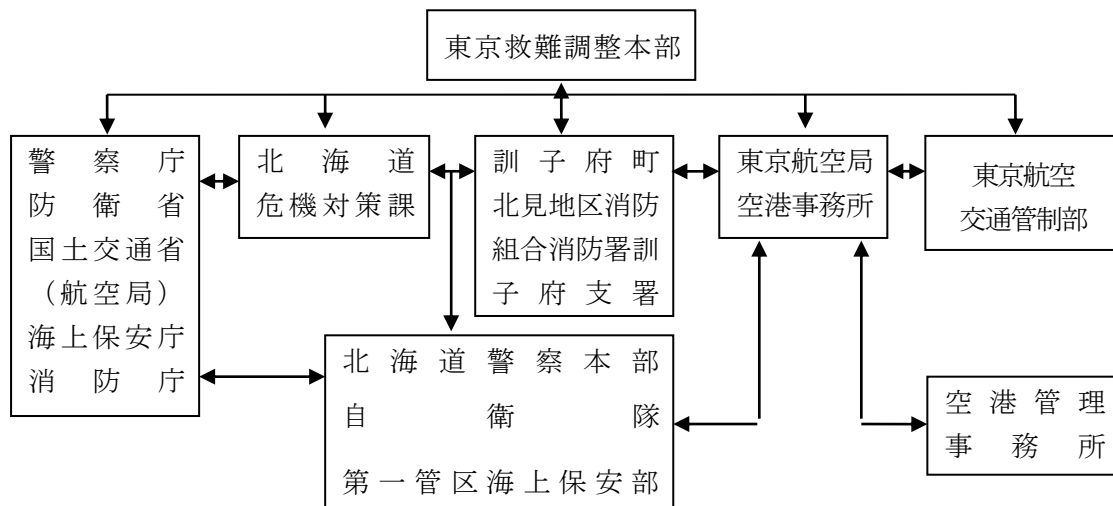 東京救難調整本部
警察庁
防衛省
国土交通省
（航空局）
海上保安庁
消防庁
北海道
危機対策課
訓子府町
北見地区消防
組合消防署訓
子府支署
東京航空局
空港事務所
東京航空
交通管制部
北海道警察本部
自衛隊
第一管区海上保安部
空港管理
事務所